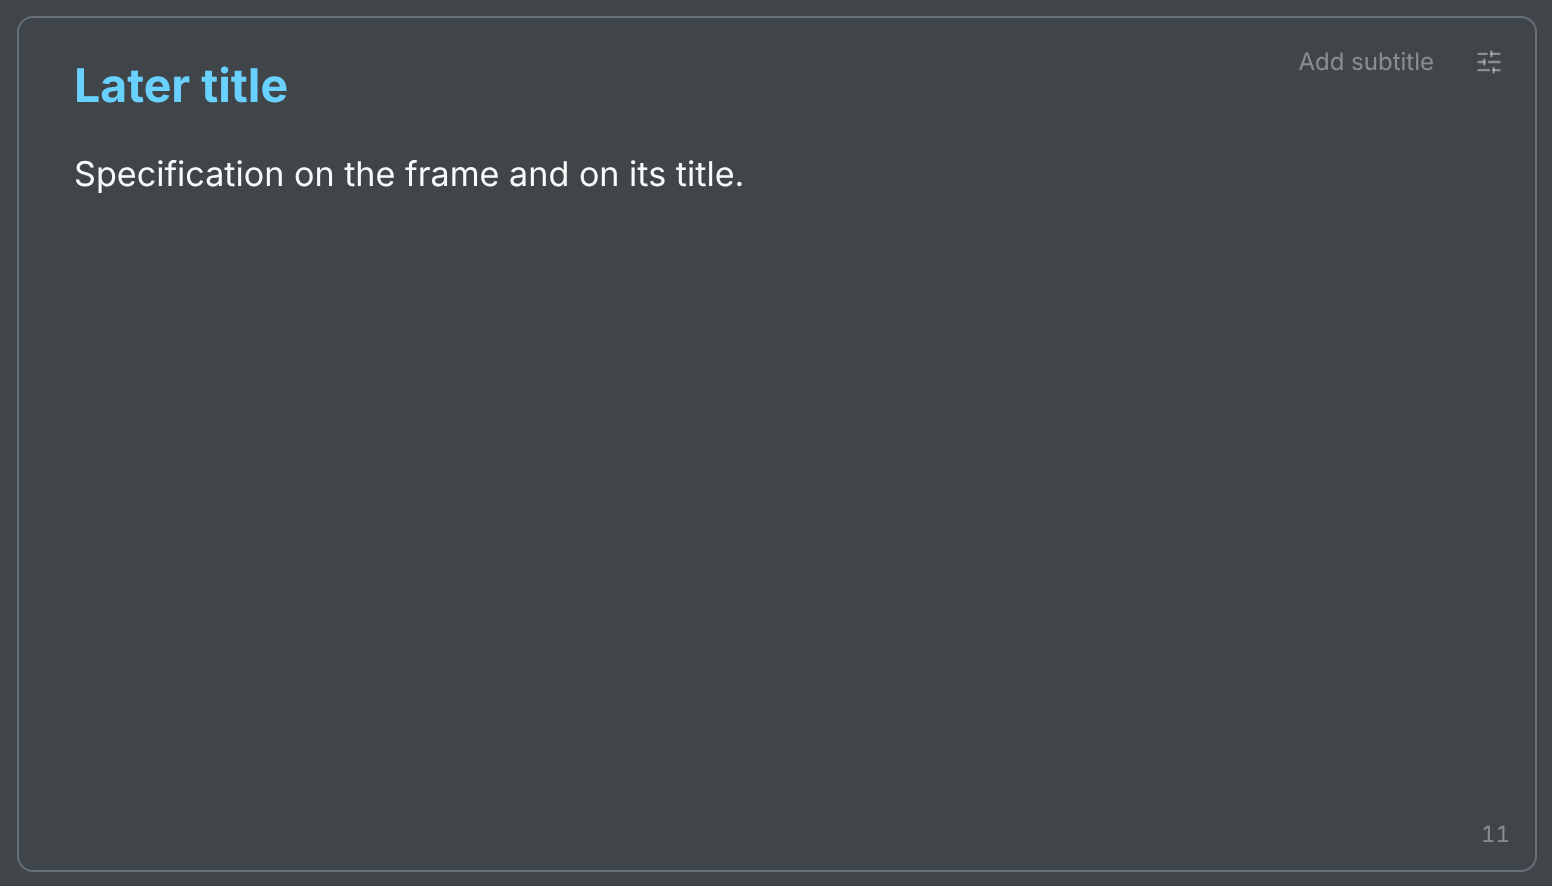 Later title
Add subtitle
Specification on the frame and on its title.
11